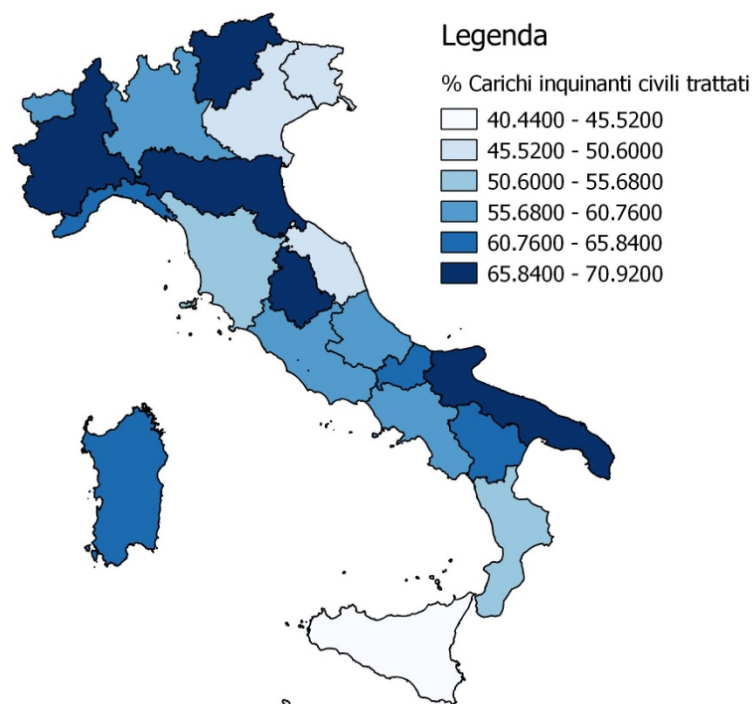 Legenda
% Carichi inquinanti civili trattati
40.4400 - 45.5200
45.5200 - 50.6000
50.6000 - 55.6800
55.6800 - 60.7600
60.7600 - 65.8400
65.8400 - 70.9200